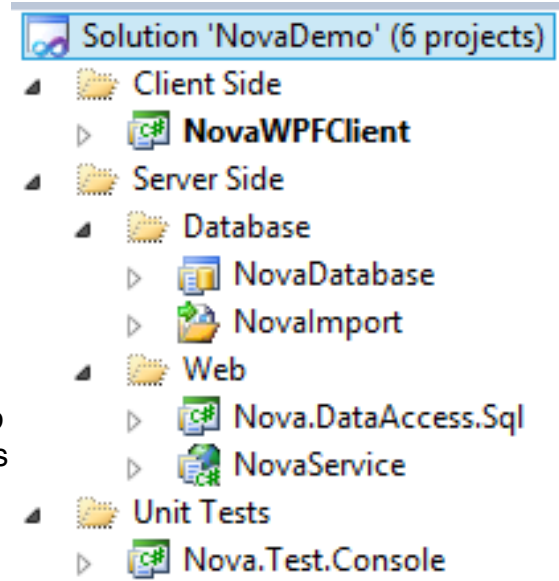 Solution 'NovaDemo' (6 projects)
Client Side
NovaWPFClient
Server Side
Database
NovaDatabase
NovaImport
Web
Nova.DataAccess.Sql
NovaService
Unit Tests
Nova.Test.Console